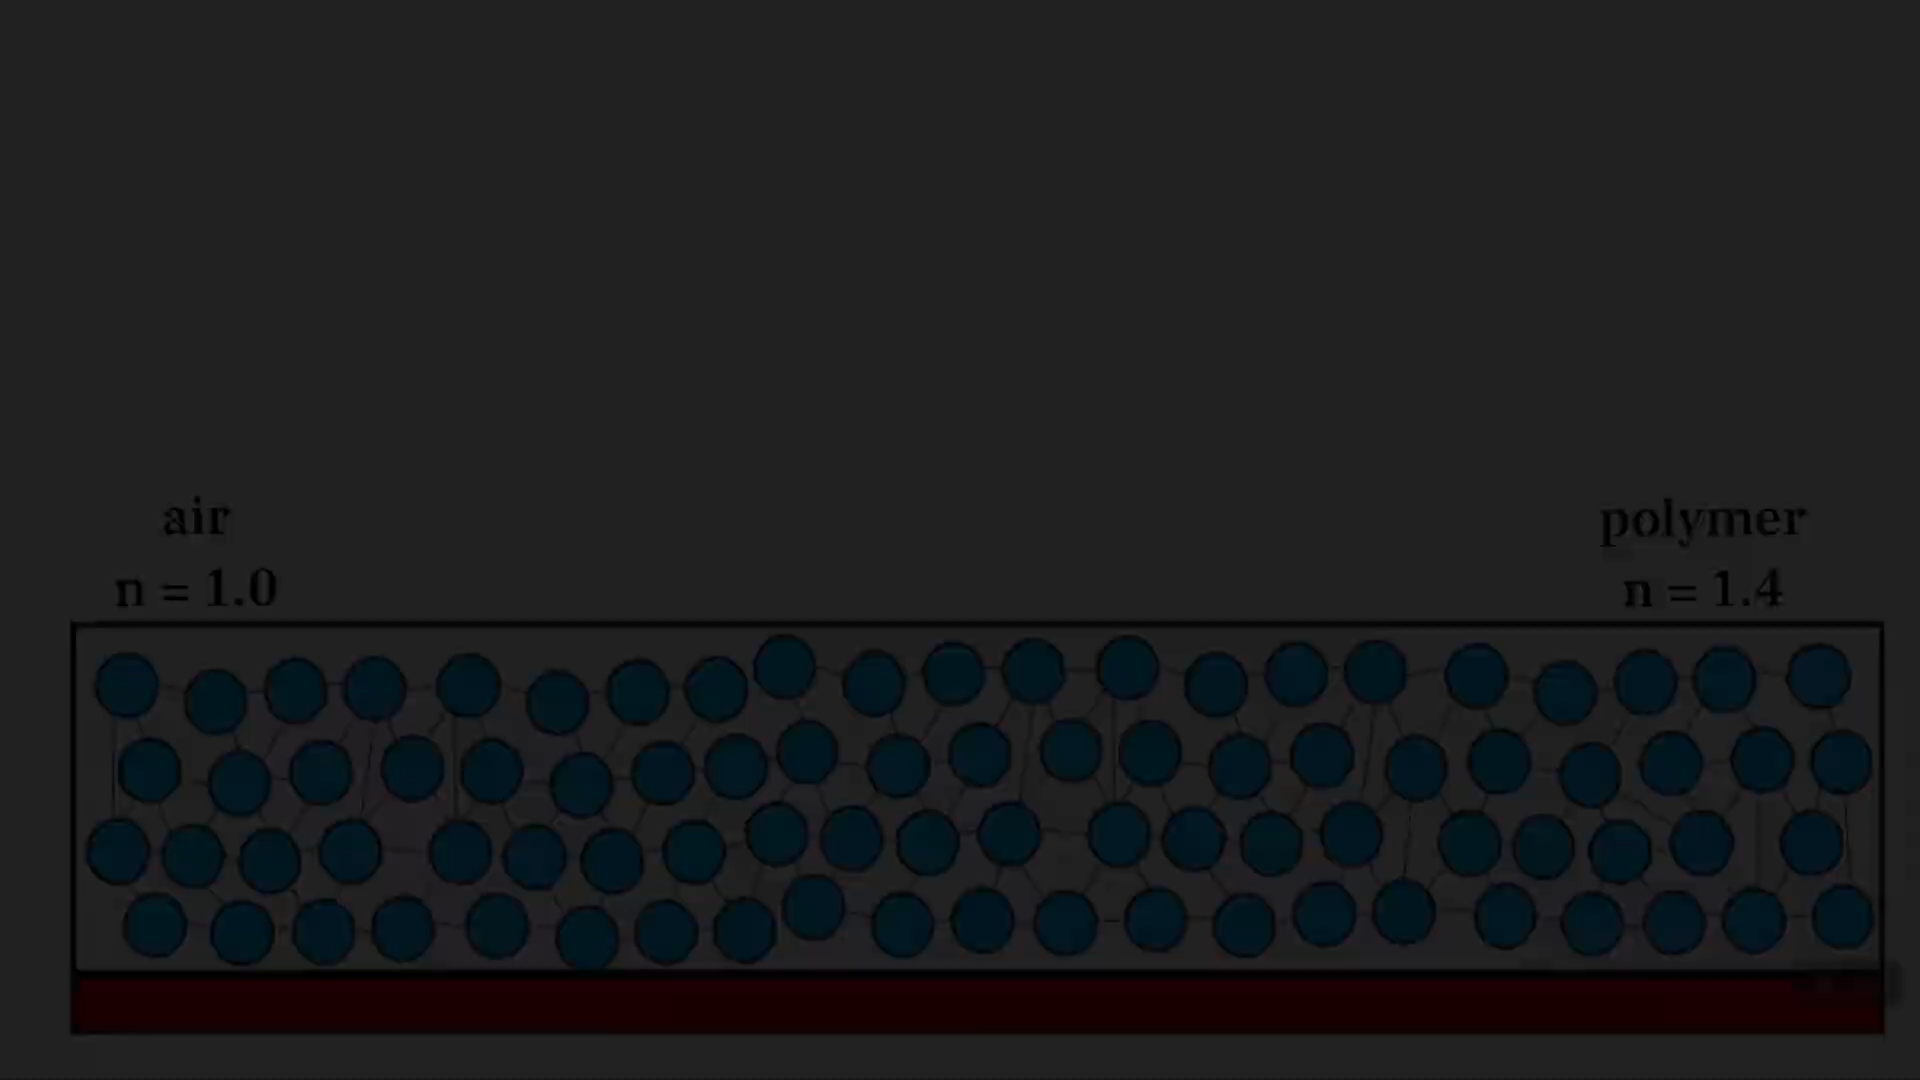 air
polymer
n = 1.0
n = 1.4